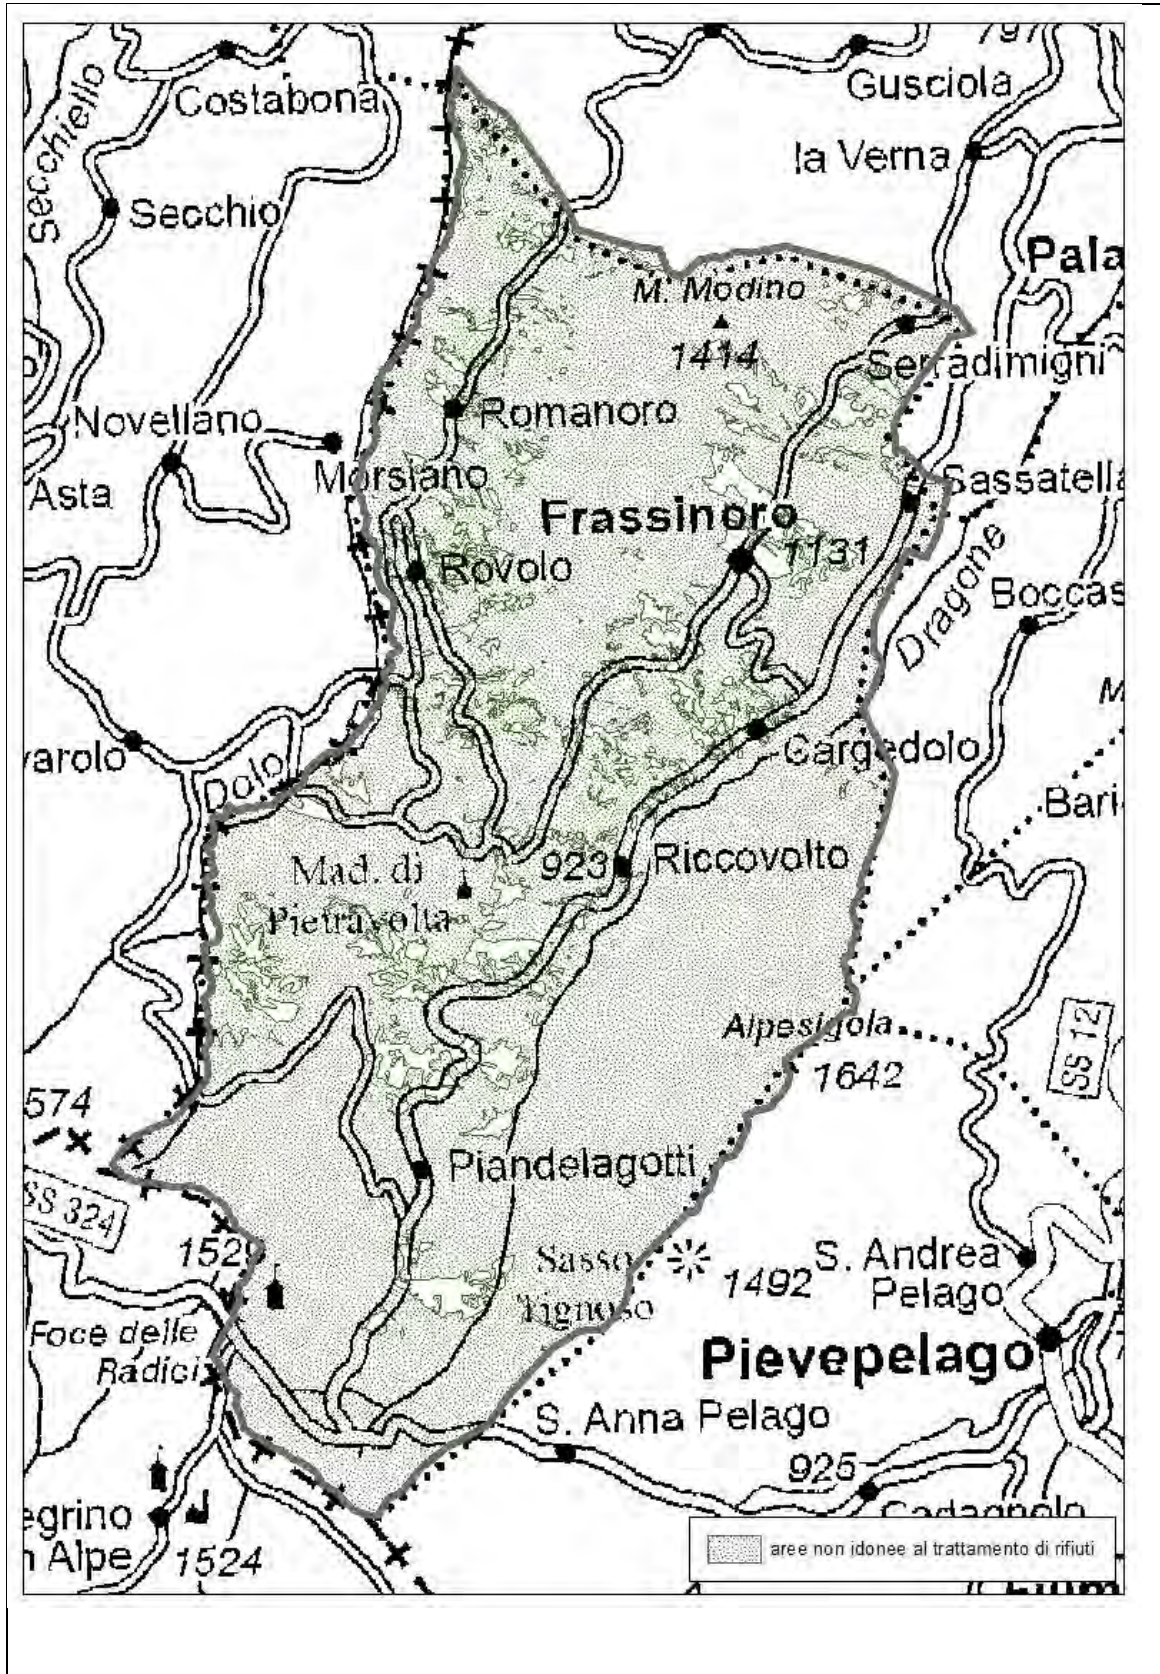 797
Gusciola
Costabona
Secchiello
la Verna
Secchio
Pala
M. Modino
1414
Serradimigni
Romanoro
Novellano
Morsiano
Asta
Sassatella
Frassinoro
1131
Rovolo
Dragone
Boccas
M
Cargedolo
varolo
Dolo
Bari
923
Riccovolto
Mad. di
Pietravolta
Alpesigola
1642
SS 12
574
Piandelagotti
SS 324
1529
Sasso
Tignoso
1492
S. Andrea
Pelago
Foce delle
Radici
Pievepelago
S. Anna Pelago
925
egrino
n Alpe
1524
aree non idonee al trattamento di rifiuti